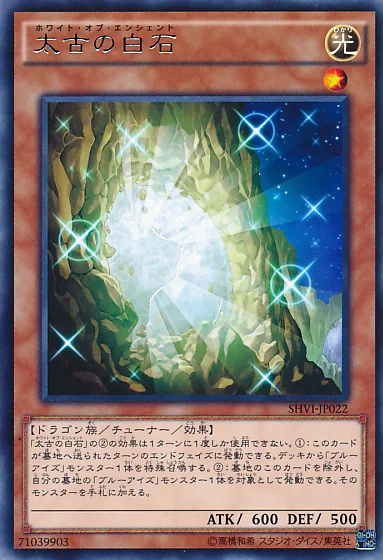 ホワイト・オブ・エンシェント
太古の白石
ひかり
光
SHVI-JP022
【ドラゴン族／チューナー／効果】
「太古の白石」の②の効果は1ターンに1度しか使用できない。①：このカード
が墓地へ送られたターンのエンドフェイズに発動できる。デッキから「ブルー
アイズ」モンスター1体を特殊召喚する。②：墓地のこのカードを除外し、
自分の墓地の「ブルーアイズ」モンスター1体を対象として発動できる。その
モンスターを手札に加える。
ATK/ 600 DEF/ 500
71039903
©高橋和希 スタジオ・ダイス/集英社